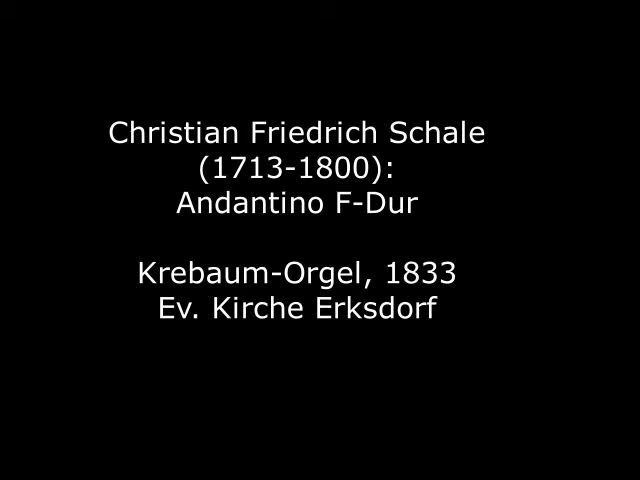 Christian Friedrich Schale
(1713-1800):
Andantino F-Dur
Krebaum-Orgel, 1833
Ev. Kirche Erksdorf